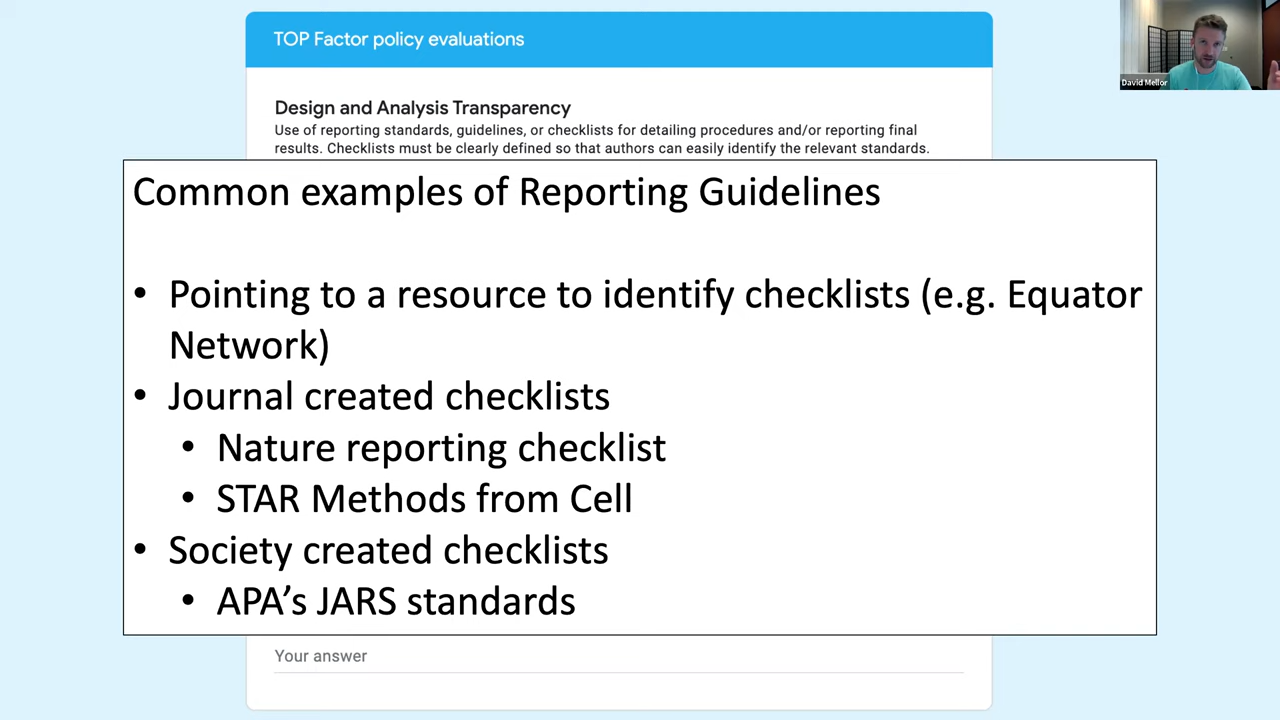 TOP Factor policy evaluations
David Mellor
Design and Analysis Transparency
Use of reporting standards, guidelines, or checklists for detailing procedures and/or reporting final
results. Checklists must be clearly defined so that authors can easily identify the relevant standards.
Common examples of Reporting Guidelines
• Pointing to a resource to identify checklists (e.g. Equator
Network)
• Journal created checklists
• Nature reporting checklist
• STAR Methods from Cell
• Society created checklists
• APA’s JARS standards
Your answer